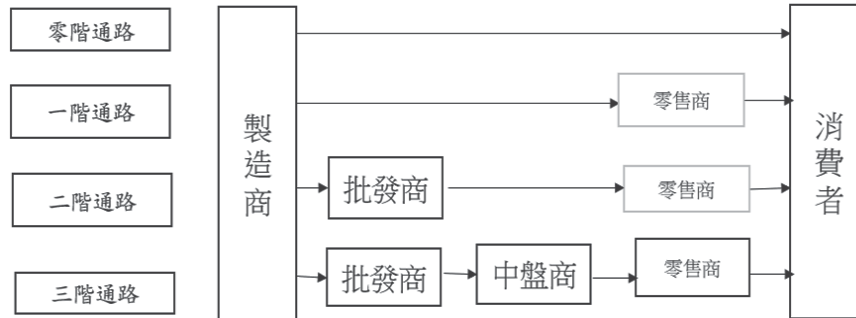 零階通路
製造商
消費者
一階通路
零售商
二階通路
批發商
零售商
三階通路
批發商
中盤商
零售商